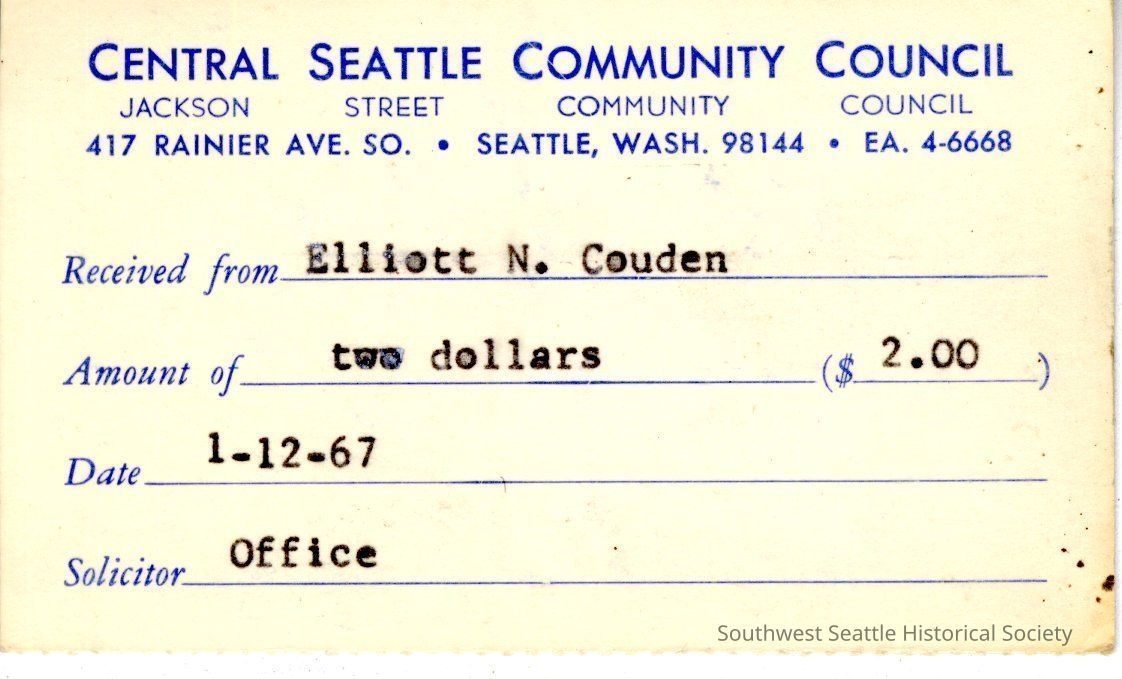 CENTRAL SEATTLE COMMUNITY COUNCIL
JACKSON STREET COMMUNITY COUNCIL
417 RAINIER AVE. SO. • SEATTLE, WASH. 98144 • EA. 4-6668
Received from Elliott N. Couden
Amount of two dollars ($ 2.00 )
Date 1-12-67
Solicitor Office
Southwest Seattle Historical Society